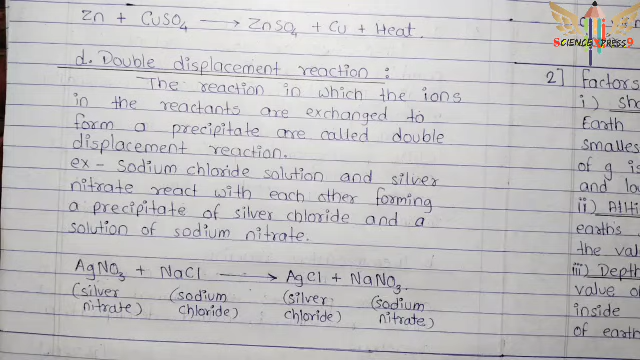 Zn + CuSO4 → ZnSO4 + Cu + Heat.
SCIENCEXPRESS9
d. Double displacement reaction :
The reaction in which the ions
in the reactants are exchanged to
form a precipitate are called double
displacement reaction.
ex- Sodium chloride solution and silver
nitrate react with each other forming
a precipitate of silver chloride and a
solution of sodium nitrate.
AgNO3 + NaCl → AgCl + NaNO3.
(silver (sodium (silver (sodium
nitrate) chloride) chloride) nitrate)
2] factors
i) sha
Earth
smalles
of g is
and la
ii) Alti
earths
the val
iii) Depth
value of
inside
of earth